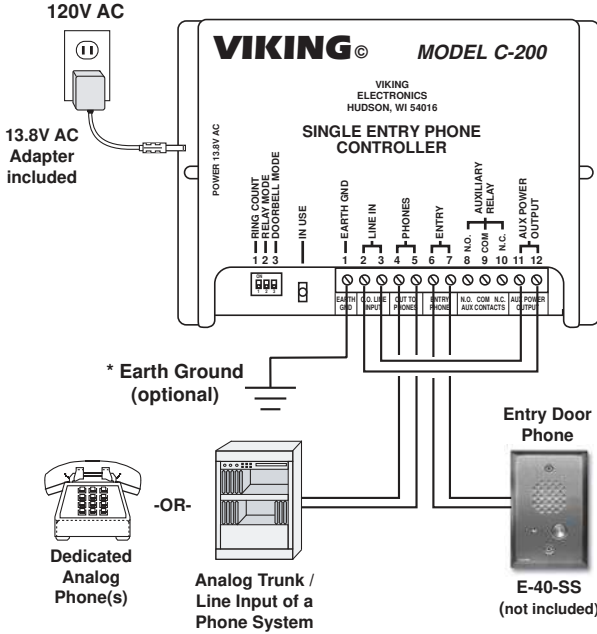 120V AC
VIKING© MODEL C-200
VIKING
ELECTRONICS
HUDSON, WI 54016
SINGLE ENTRY PHONE
CONTROLLER
13.8V AC
Adapter
included
POWER 13.8V AC
RING COUNT
RELAY MODE
DOORBELL MODE
1 2 3
IN USE
EARTH GND
LINE IN
PHONES
ENTRY
AUXILIARY
RELAY
N.O.
COM
N.C.
AUX POWER
OUTPUT
1 2 3 4 5 6 7 8 9 10 11 12
ON
1 2 3
EARTH
GND
C.O. LINE
INPUT
OUT TO
PHONES
ENTRY
PHONE
N.O. COM N.C.
AUX CONTACTS
AUX POWER
OUTPUT
* Earth Ground
(optional)
Entry Door
Phone
-OR-
Dedicated
Analog
Phone(s)
Analog Trunk /
Line Input of a
Phone System
E-40-SS
(not included)